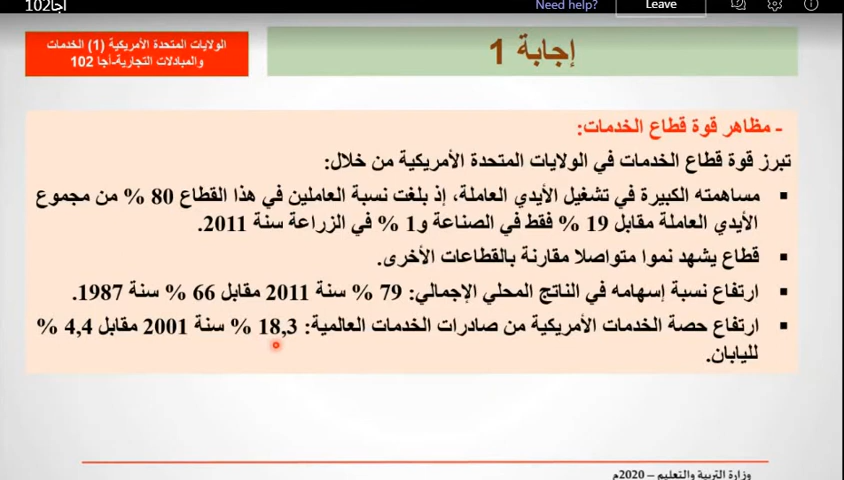 اجا102
Need help?
Leave
الولايات المتحدة الأمريكية (1) الخدمات
والمبادلات التجارية-أجا 102
إجابة 1
- مظاهر قوة قطاع الخدمات:
تبرز قوة قطاع الخدمات في الولايات المتحدة الأمريكية من خلال:
▪ مساهمته الكبيرة في تشغيل الأيدي العاملة، إذ بلغت نسبة العاملين في هذا القطاع 80 % من مجموع
الأيدي العاملة مقابل 19 % فقط في الصناعة و1 % في الزراعة سنة 2011.
▪ قطاع يشهد نموا متواصلا مقارنة بالقطاعات الأخرى.
▪ ارتفاع نسبة إسهامه في الناتج المحلي الإجمالي: 79 % سنة 2011 مقابل 66 % سنة 1987.
▪ ارتفاع حصة الخدمات الأمريكية من صادرات الخدمات العالمية: 18,3 % سنة 2001 مقابل 4,4 %
لليابان.
وزارة التربية والتعليم – 2020م